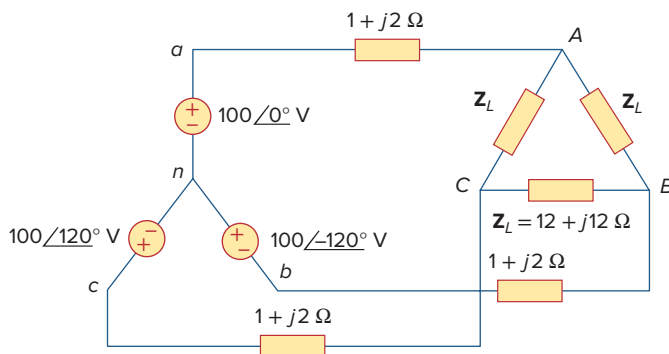 1 + j2 Ω
a
A
+
−
100 /0° V
Z_L
Z_L
n
C
B
100 /120° V
−
+
+
−
100 /−120° V
Z_L = 12 + j12 Ω
b
1 + j2 Ω
c
1 + j2 Ω